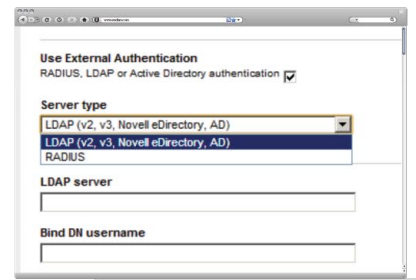 Use External Authentication
RADIUS, LDAP or Active Directory authentication
Server type
LDAP (v2, v3, Novell eDirectory, AD)
LDAP (v2, v3, Novell eDirectory, AD)
RADIUS
LDAP server
Bind DN username